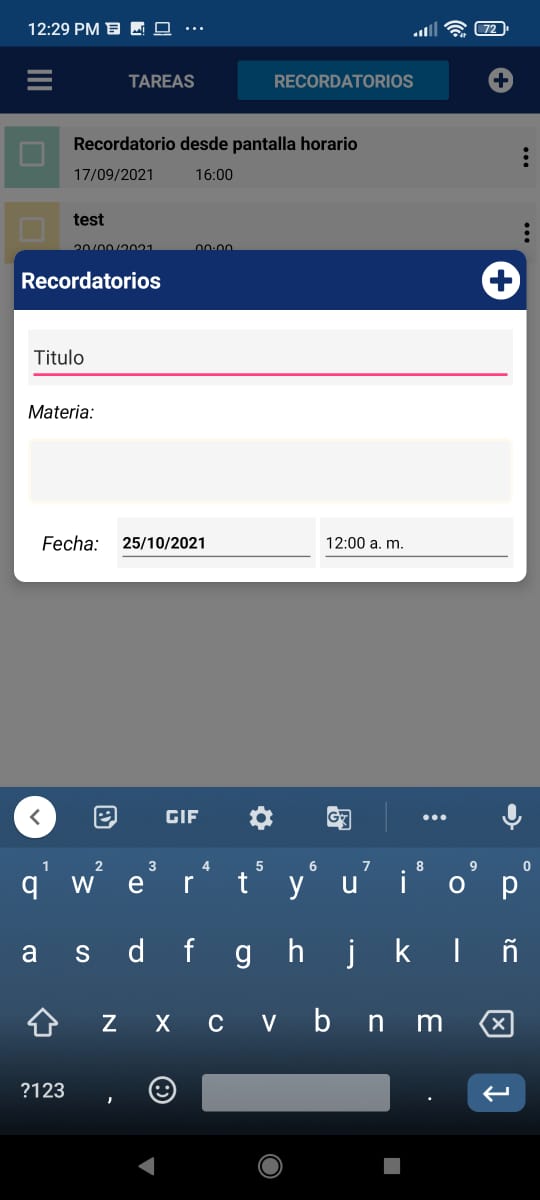 12:29 PM ... 72
TAREAS RECORDATORIOS
Recordatorio desde pantalla horario
17/09/2021 16:00
test
30/09/2021 00:00
Recordatorios
Titulo
Materia:
Fecha: 25/10/2021 12:00 a. m.
GIF G
1 2 3 4 5 6 7 8 9 0
q w e r t y u i o p
a s d f g h j k l ñ
z x c v b n m
?123 , .